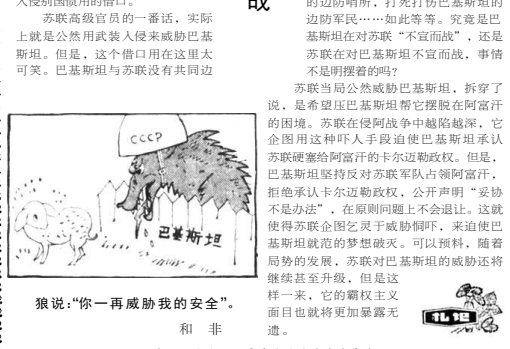 入侵别国惯用的借口。
苏联高级官员的一番话，实际
上就是公然用武装入侵来威胁巴基
斯坦。但是，这个借口在这里太
可笑。巴基斯坦与苏联没有共同边
战
的边防哨所，打死打伤巴基斯坦的
边防军民……如此等等。究竟是巴
基斯坦在对苏联“不宣而战”，还是
苏联在对巴基斯坦不宣而战，事情
不是明摆着的吗?
苏联当局公然威胁巴基斯坦，拆穿了
说，是希望压巴基斯坦帮它摆脱在阿富汗
的困境。苏联在侵阿战争中越陷越深，它
企图用这种吓人手段迫使巴基斯坦承认
苏联硬塞给阿富汗的卡尔迈勒政权。但是，
巴基斯坦坚持反对苏联军队占领阿富汗，
拒绝承认卡尔迈勒政权，公开声明“妥协
不是办法”，在原则问题上不会退让。这就
使得苏联企图乞灵于威胁恫吓，来迫使巴
基斯坦就范的梦想破灭。可以预料，随着
局势的发展，苏联对巴基斯坦的威胁还将
继续甚至升级，但是这
样一来，它的霸权主义
面目也就将更加暴露无
遗。
СССР
巴基斯坦
狼说：“你一再威胁我的安全”。
和 非
札记